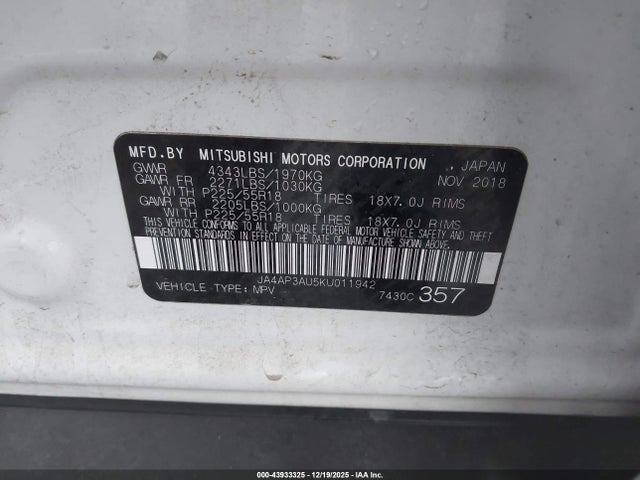 MFD.BY MITSUBISHI MOTORS CORPORATION JAPAN
GVWR 4343LBS/1970KG NOV 2018
GAWR FR 2271LBS/1030KG
WITH P225/55R18 TIRES 18X7.0J RIMS
GAWR RR 2205LBS/1000KG
WITH P225/55R18 TIRES 18X7.0J RIMS
THIS VEHICLE CONFORMS TO ALL APPLICABLE FEDERAL MOTOR VEHICLE SAFETY AND
THEFT PREVENTION STANDARDS IN EFFECT ON THE DATE
OF MANUFACTURE SHOWN ABOVE.
JA4AP3AU5KU011942
VEHICLE TYPE: MPV 7430C 357
000-43933325 • 12/19/2025 • IAA Inc.